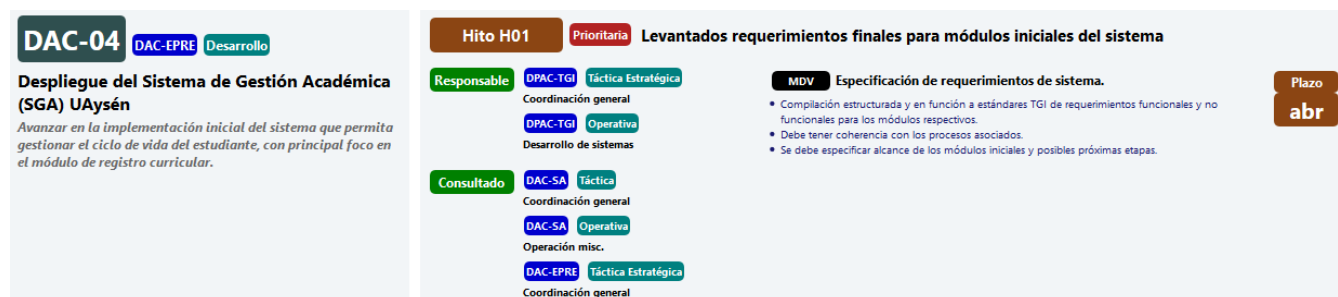 DAC-04 DAC-EPRE Desarrollo
Despliegue del Sistema de Gestión Académica
(SGA) UAysén
Avanzar en la implementación inicial del sistema que permita
gestionar el ciclo de vida del estudiante, con principal foco en
el módulo de registro curricular.
Hito H01 Prioritaria Levantados requerimientos finales para módulos iniciales del sistema
Responsable DPAC-TGI Táctica Estratégica
Coordinación general
DPAC-TGI Operativa
Desarrollo de sistemas
Consultado DAC-SA Táctica
Coordinación general
DAC-SA Operativa
Operación misc.
DAC-EPRE Táctica Estratégica
Coordinación general
MDV Especificación de requerimientos de sistema.
• Compilación estructurada y en función a estándares TGI de requerimientos funcionales y no
funcionales para los módulos respectivos.
• Debe tener coherencia con los procesos asociados.
• Se debe especificar alcance de los módulos iniciales y posibles próximas etapas.
Plazo
abr